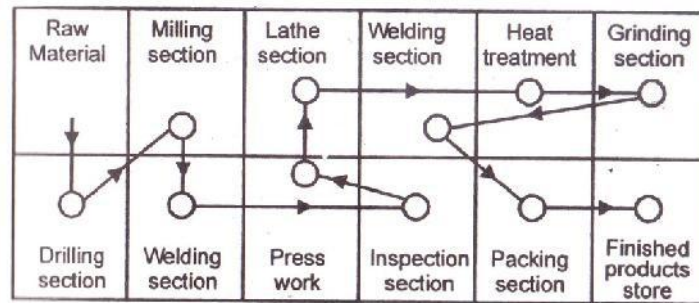 Raw
Material
Milling
section
Lathe
section
Welding
section
Heat
treatment
Grinding
section
Drilling
section
Welding
section
Press
work
Inspection
section
Packing
section
Finished
products
store